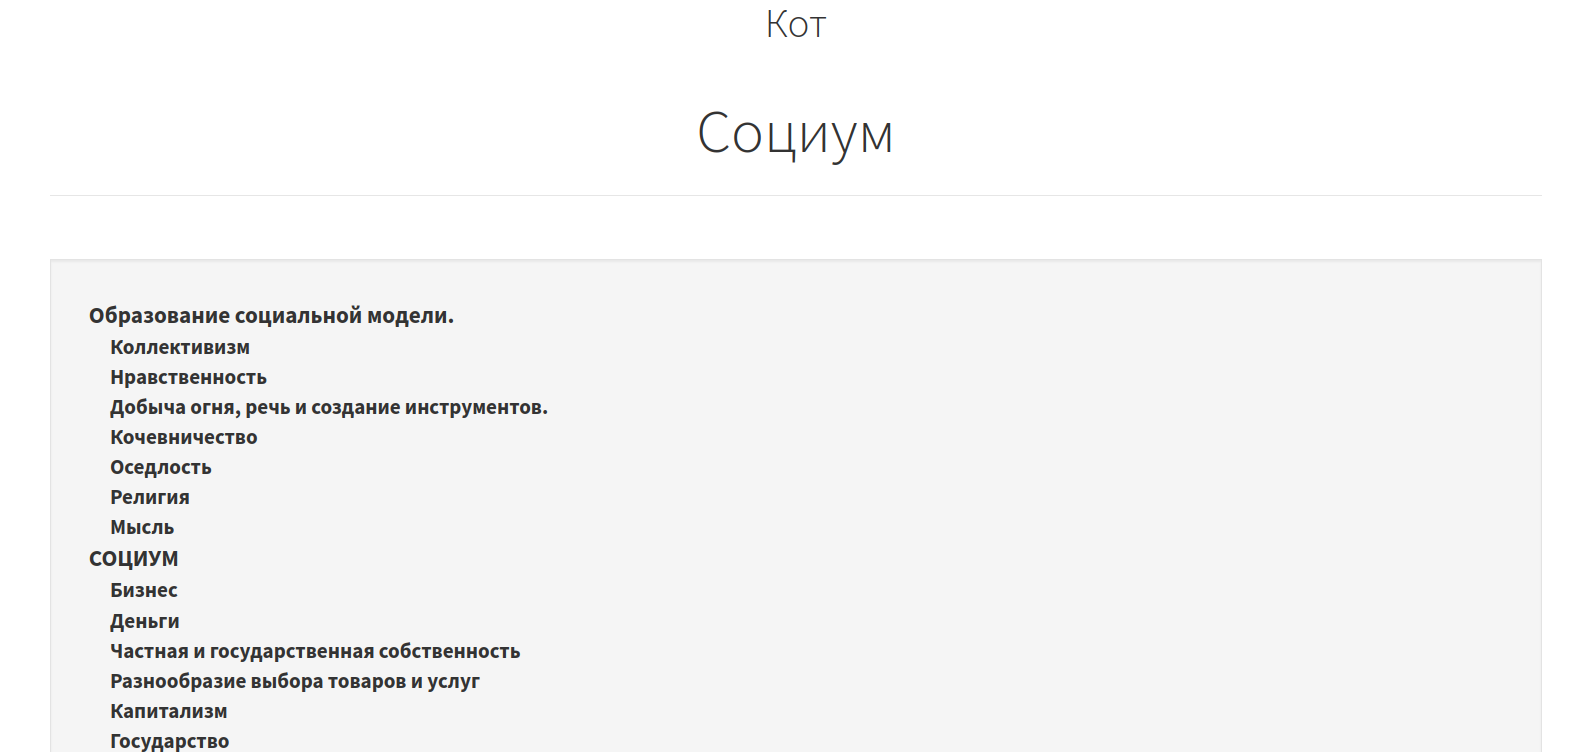 Кот
Социум
Образование социальной модели.
Коллективизм
Нравственность
Добыча огня, речь и создание инструментов.
Кочевничество
Оседлость
Религия
Мысль
СОЦИУМ
Бизнес
Деньги
Частная и государственная собственность
Разнообразие выбора товаров и услуг
Капитализм
Государство